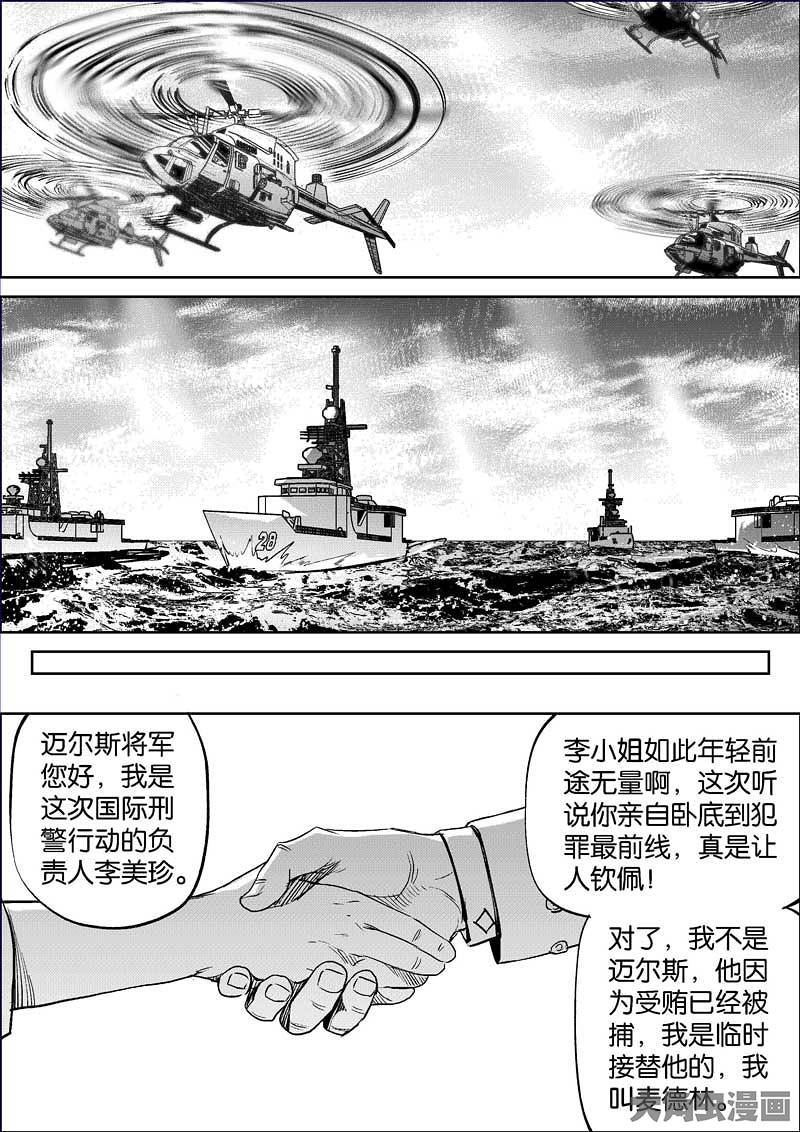 28
迈尔斯将军
您好，我是
这次国际刑
警行动的负
责人李美珍。
李小姐如此年轻前
途无量啊，这次听
说你亲自卧底到犯
罪最前线，真是让
人钦佩！
对了，我不是
迈尔斯，他因
为受贿已经被
捕，我是临时
接替他的，我
叫麦德林。
漫画